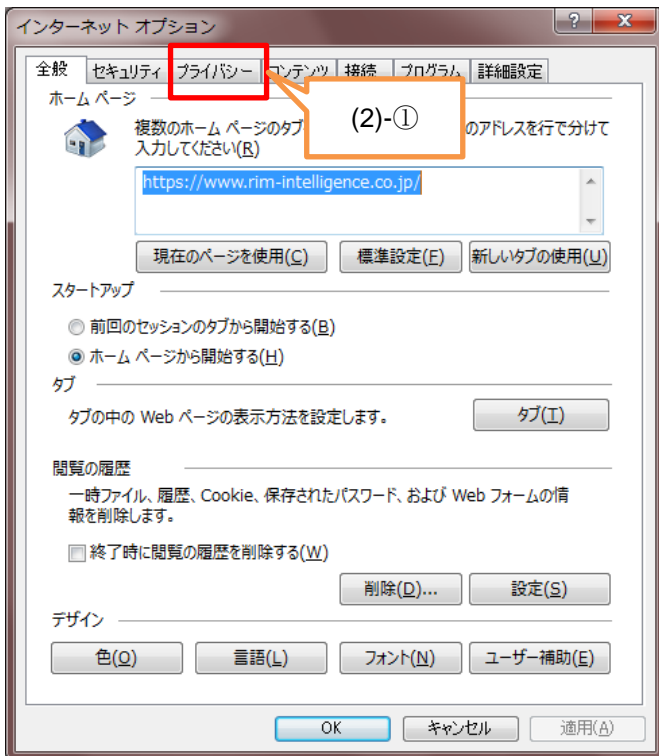 インターネット オプション
全般 セキュリティ プライバシー コンテンツ 接続 プログラム 詳細設定
(2)-①
ホーム ページ
複数のホーム ページのタブ のアドレスを行で分けて
入力してください(R)
https://www.rim-intelligence.co.jp/
現在のページを使用(C) 標準設定(F) 新しいタブの使用(U)
スタートアップ
前回のセッションのタブから開始する(B)
ホーム ページから開始する(H)
タブ
タブの中の Web ページの表示方法を設定します。 タブ(T)
閲覧の履歴
一時ファイル、履歴、Cookie、保存されたパスワード、および Web フォームの情
報を削除します。
終了時に閲覧の履歴を削除する(W)
削除(D)... 設定(S)
デザイン
色(O) 言語(L) フォント(N) ユーザー補助(E)
OK キャンセル 適用(A)